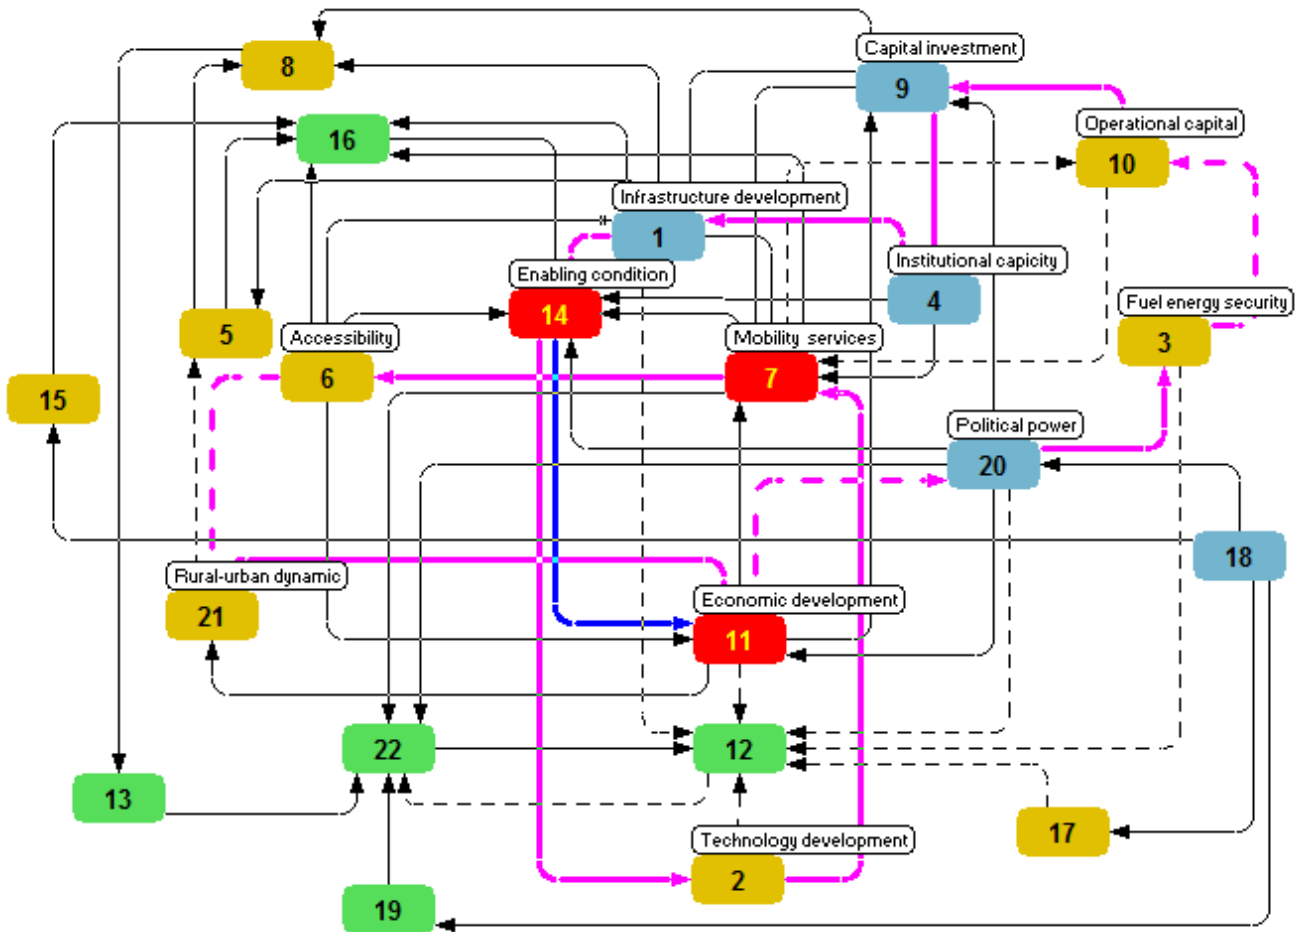 Capital investment
8
9
Operational capital
16
10
Infrastructure development
1
Institutional capicity
Enabling condition
4
Fuel energy security
14
5
Accessibility
Mobility services
3
6
7
15
Political power
20
18
Rural-urban dynamic
Economic development
21
11
22
12
13
17
Technology development
2
19